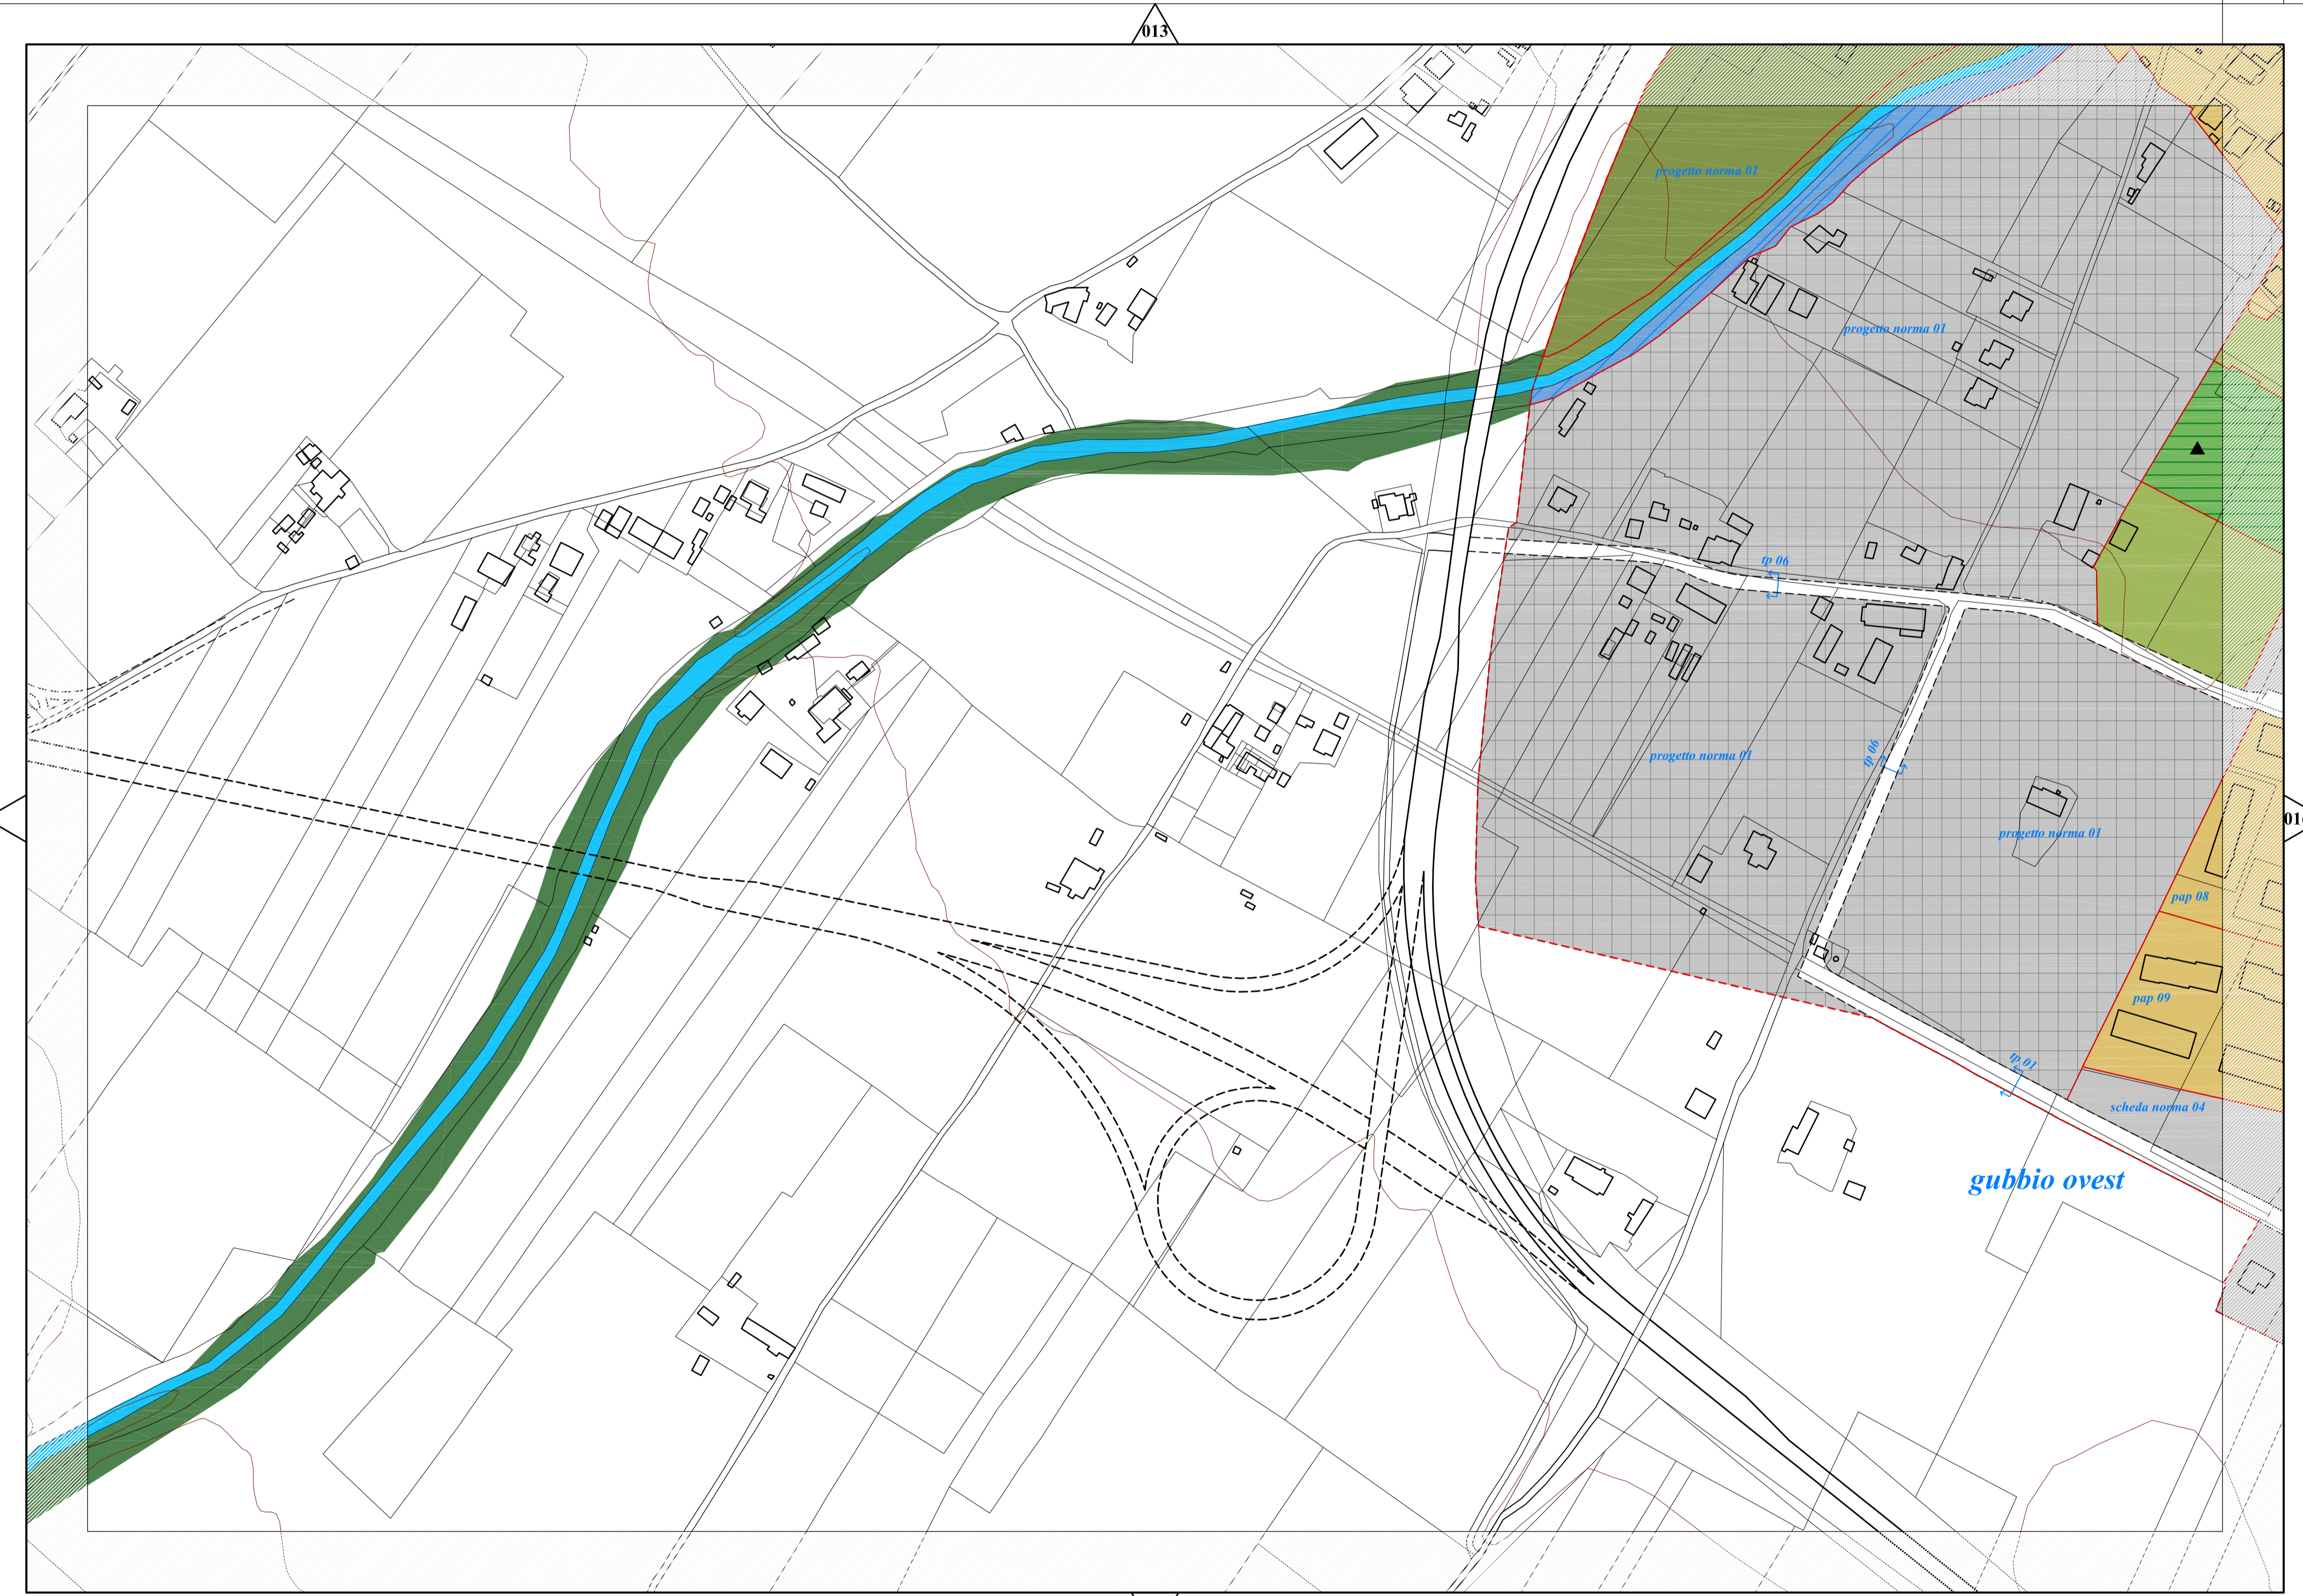 013
progetto norma 01
progetto norma 01
tp 06
progetto norma 01
tp 06
progetto norma 01
pap 08
pap 09
tp 01
scheda norma 04
gubbio ovest